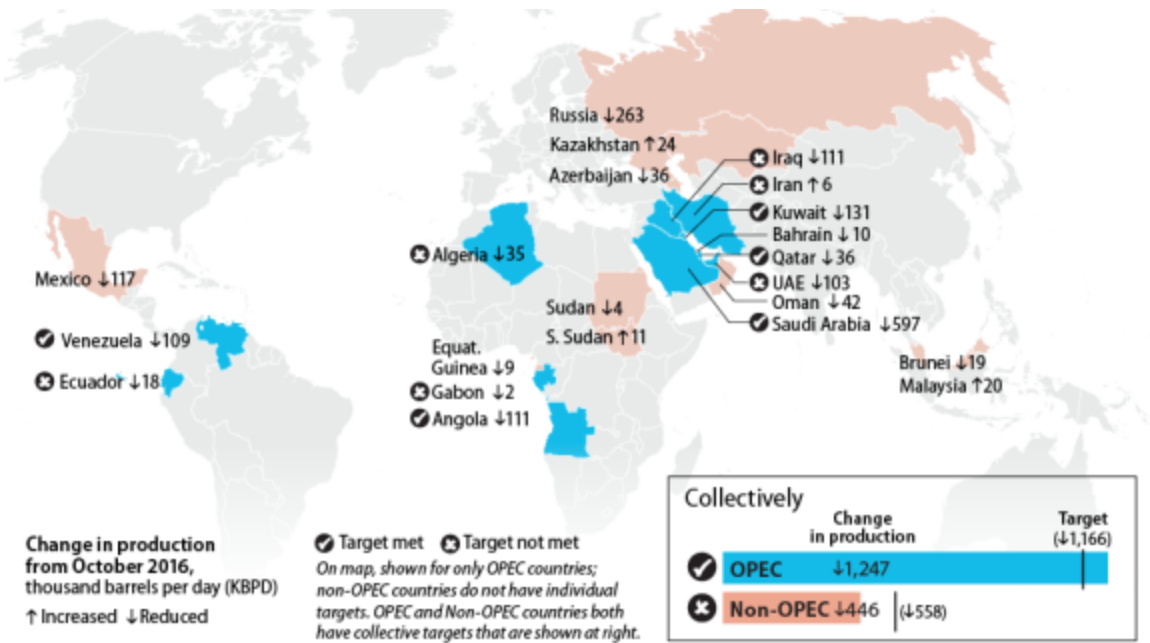 Russia ↓263
Kazakhstan ↑24
Azerbaijan ↓36
Iraq ↓111
Iran ↑6
Kuwait ↓131
Bahrain ↓10
Qatar ↓36
UAE ↓103
Oman ↓42
Saudi Arabia ↓597
Algeria ↓35
Mexico ↓117
Venezuela ↓109
Ecuador ↓18
Sudan ↓4
S. Sudan ↑11
Equat.
Guinea ↓9
Gabon ↓2
Angola ↓111
Brunei ↓19
Malaysia ↑20
Change in production
from October 2016,
thousand barrels per day (KBPD)
↑ Increased ↓ Reduced
Target met Target not met
On map, shown for only OPEC countries;
non-OPEC countries do not have individual
targets. OPEC and Non-OPEC countries both
have collective targets that are shown at right.
Collectively
Change
in production
Target
(↓1,166)
OPEC ↓1,247
Non-OPEC ↓446 (↓558)